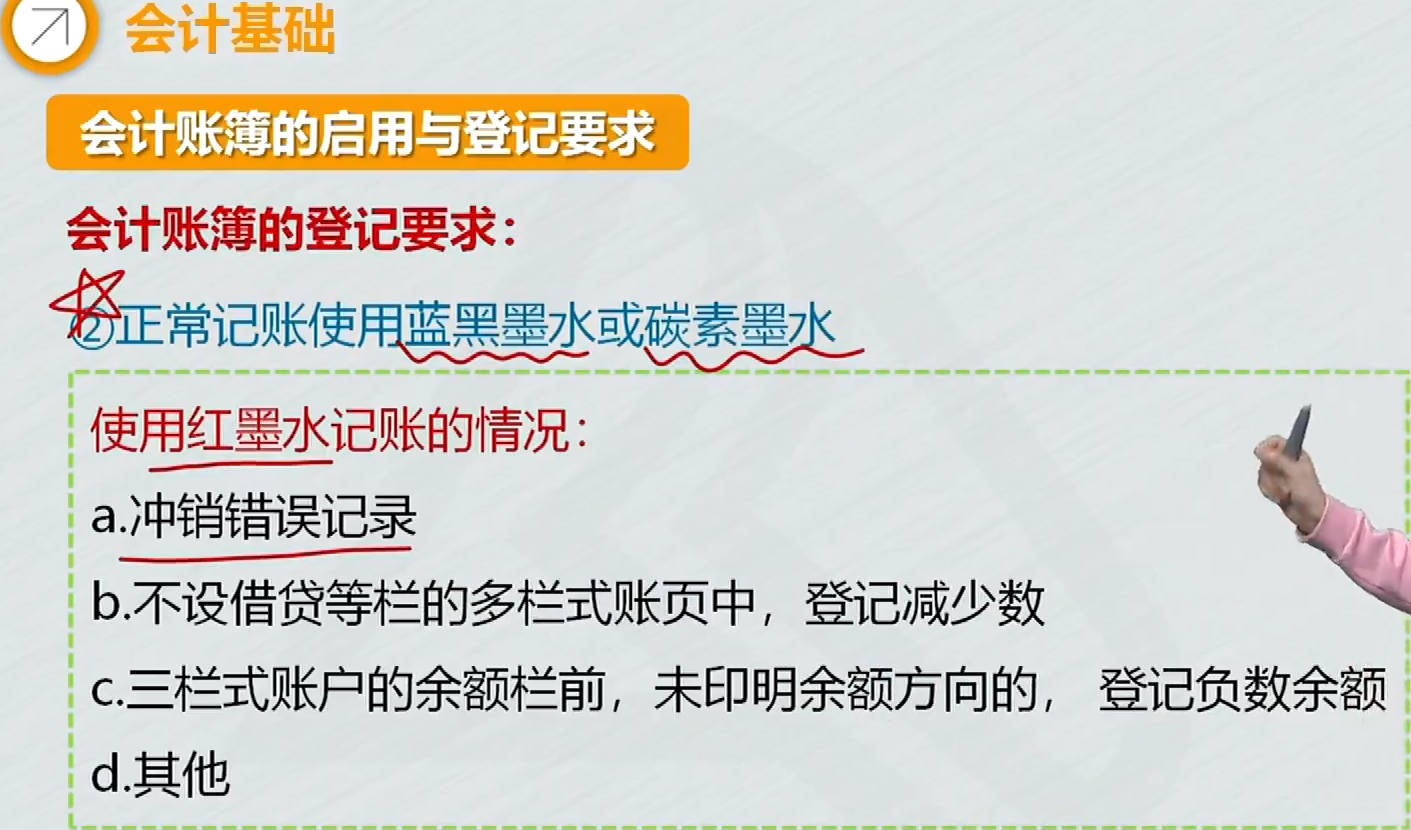 会计基础
会计账簿的启用与登记要求
会计账簿的登记要求：
②正常记账使用蓝黑墨水或碳素墨水
使用红墨水记账的情况：
a.冲销错误记录
b.不设借贷等栏的多栏式账页中，登记减少数
c.三栏式账户的余额栏前，未印明余额方向的， 登记负数余额
d.其他